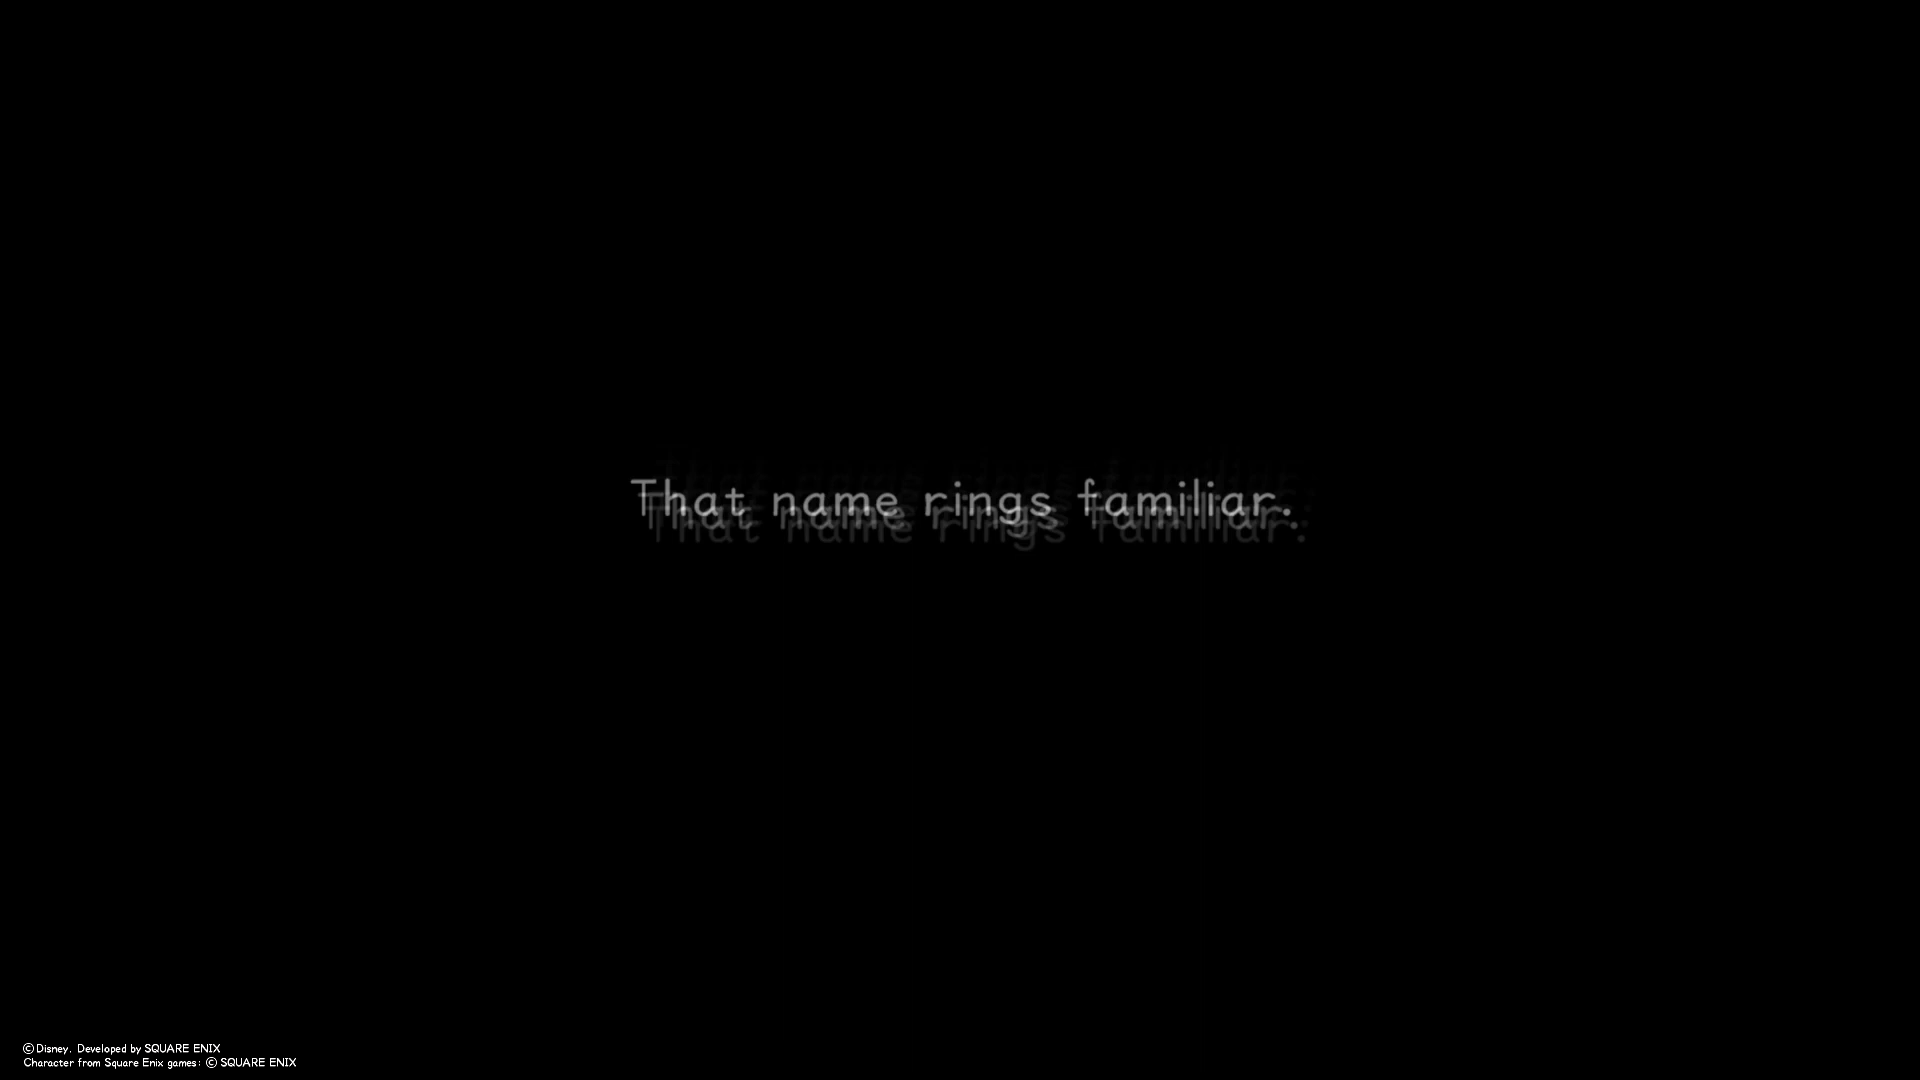 That name rings familiar.
© Disney. Developed by SQUARE ENIX
Character from Square Enix games: © SQUARE ENIX